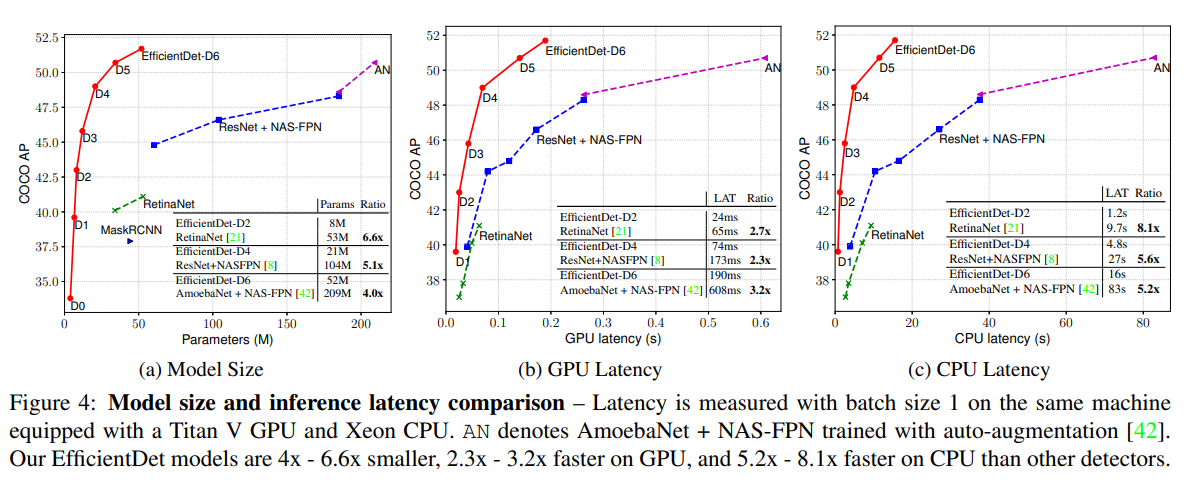 COCO AP
52.5
50.0
47.5
45.0
42.5
40.0
37.5
35.0
EfficientDet-D6
D5
AN
D4
ResNet + NAS-FPN
D3
D2
RetinaNet
D1
MaskRCNN
D0
Params Ratio
EfficientDet-D2 8M
RetinaNet [21] 53M 6.6x
EfficientDet-D4 21M
ResNet+NASFPN [8] 104M 5.1x
EfficientDet-D6 52M
AmoebaNet + NAS-FPN [42] 209M 4.0x
0 50 100 150 200
Parameters (M)
(a) Model Size
COCO AP
52
50
48
46
44
42
40
38
EfficientDet-D6
D5
AN
D4
ResNet + NAS-FPN
D3
D2
RetinaNet
D1
LAT Ratio
EfficientDet-D2 24ms
RetinaNet [21] 65ms 2.7x
EfficientDet-D4 74ms
ResNet+NASFPN [8] 173ms 2.3x
EfficientDet-D6 190ms
AmoebaNet + NAS-FPN [42] 608ms 3.2x
0.0 0.1 0.2 0.3 0.4 0.5 0.6
GPU latency (s)
(b) GPU Latency
COCO AP
52
50
48
46
44
42
40
38
EfficientDet-D6
D5
AN
D4
ResNet + NAS-FPN
D3
D2
RetinaNet
D1
LAT Ratio
EfficientDet-D2 1.2s
RetinaNet [21] 9.7s 8.1x
EfficientDet-D4 4.8s
ResNet+NASFPN [8] 27s 5.6x
EfficientDet-D6 16s
AmoebaNet + NAS-FPN [42] 83s 5.2x
0 20 40 60 80
CPU latency (s)
(c) CPU Latency
Figure 4: Model size and inference latency comparison – Latency is measured with batch size 1 on the same machine
equipped with a Titan V GPU and Xeon CPU. AN denotes AmoebaNet + NAS-FPN trained with auto-augmentation [42].
Our EfficientDet models are 4x - 6.6x smaller, 2.3x - 3.2x faster on GPU, and 5.2x - 8.1x faster on CPU than other detectors.